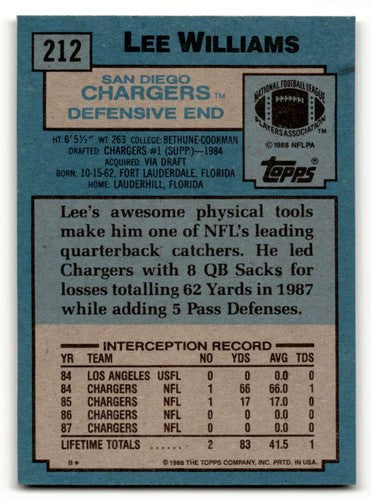 212 LEE WILLIAMS
SAN DIEGO
CHARGERS™
DEFENSIVE END
NATIONAL FOOTBALL LEAGUE
PLAYERS ASSOCIATION
©1988 NFLPA
topps
HT: 6' 5½" WT: 263 COLLEGE: BETHUNE-COOKMAN
DRAFTED: CHARGERS #1 (SUPP.)—1984
ACQUIRED: VIA DRAFT
BORN: 10-15-62, FORT LAUDERDALE, FLORIDA
HOME: LAUDERHILL, FLORIDA
Lee's awesome physical tools
make him one of NFL's leading
quarterback catchers. He led
Chargers with 8 QB Sacks for
losses totalling 62 Yards in 1987
while adding 5 Pass Defenses.
INTERCEPTION RECORD
YR TEAM NO YDS AVG TDS
84 LOS ANGELES USFL 0 0 0.0 0
84 CHARGERS NFL 1 66 66.0 1
85 CHARGERS NFL 1 17 17.0 0
86 CHARGERS NFL 0 0 0.0 0
87 CHARGERS NFL 0 0 0.0 0
LIFETIME TOTALS 2 83 41.5 1
B* ©1988 THE TOPPS COMPANY, INC. PRTD. IN USA.